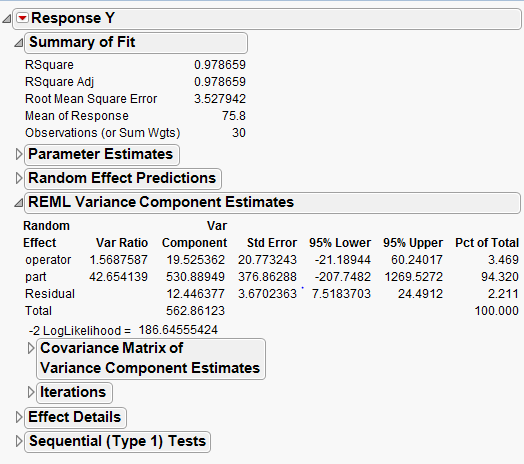 Response Y
Summary of Fit
RSquare 0.978659
RSquare Adj 0.978659
Root Mean Square Error 3.527942
Mean of Response 75.8
Observations (or Sum Wgts) 30
Parameter Estimates
Random Effect Predictions
REML Variance Component Estimates
Random Var
Effect Var Ratio Component Std Error 95% Lower 95% Upper Pct of Total
operator 1.5687587 19.525362 20.773243 -21.18944 60.24017 3.469
part 42.654139 530.88949 376.86288 -207.7482 1269.5272 94.320
Residual 12.446377 3.6702363 7.5183703 24.4912 2.211
Total 562.86123 100.000
-2 LogLikelihood = 186.64555424
Covariance Matrix of
Variance Component Estimates
Iterations
Effect Details
Sequential (Type 1) Tests